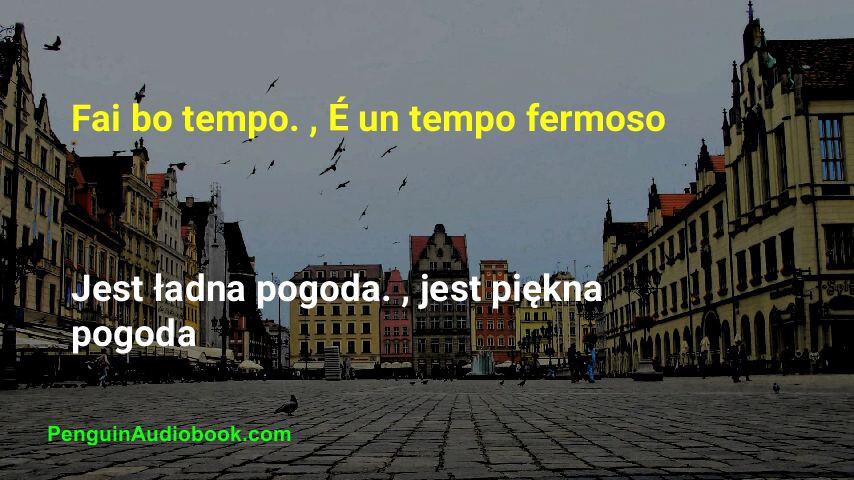 Fai bo tempo. , É un tempo fermoso
Jest ładna pogoda. , jest piękna
pogoda
PenguinAudiobook.com